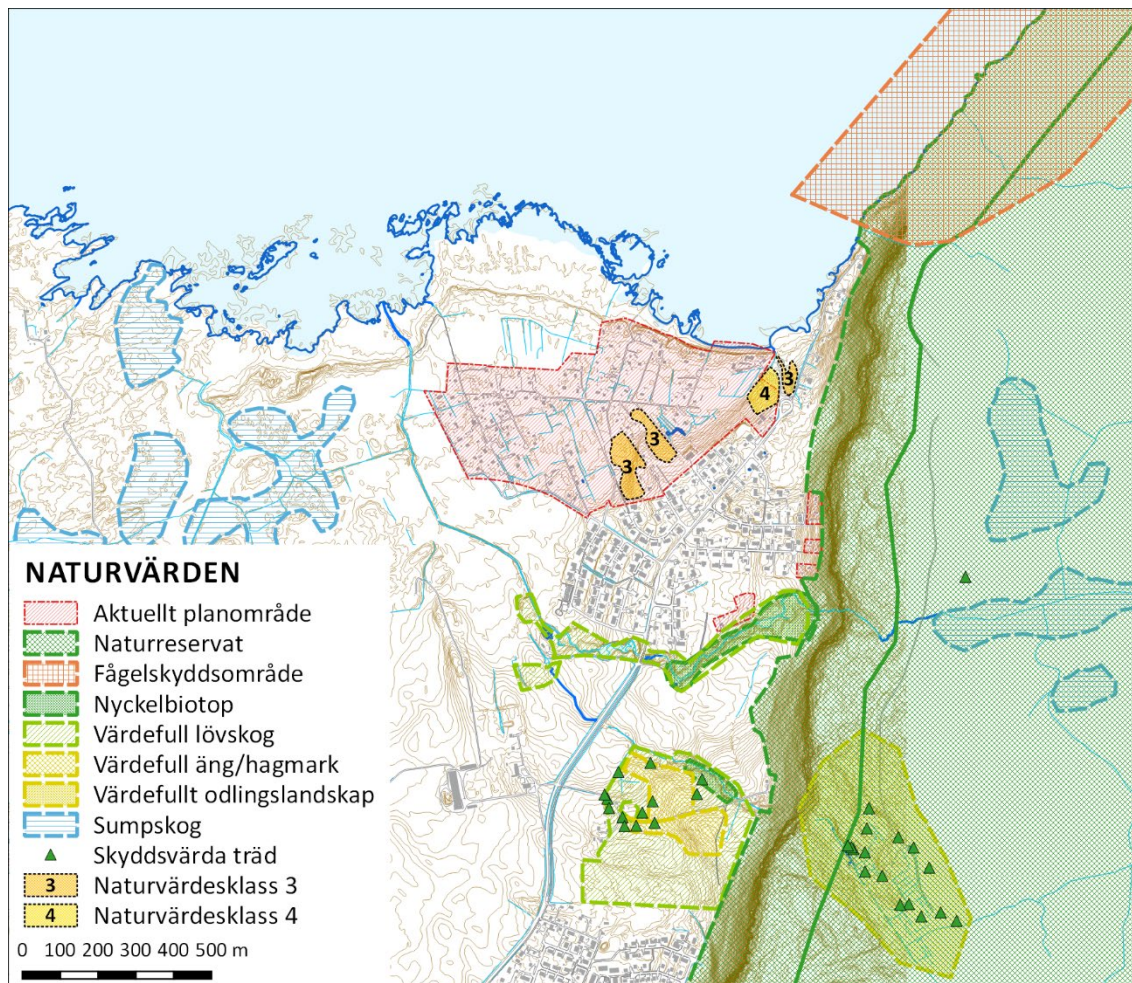 3
4
3
3
NATURVÄRDEN
Aktuellt planområde
Naturreservat
Fågelskyddsområde
Nyckelbiotop
Värdefull lövskog
Värdefull äng/hagmark
Värdefullt odlingslandskap
Sumpskog
Skyddsvärda träd
3 Naturvärdesklass 3
4 Naturvärdesklass 4
0 100 200 300 400 500 m